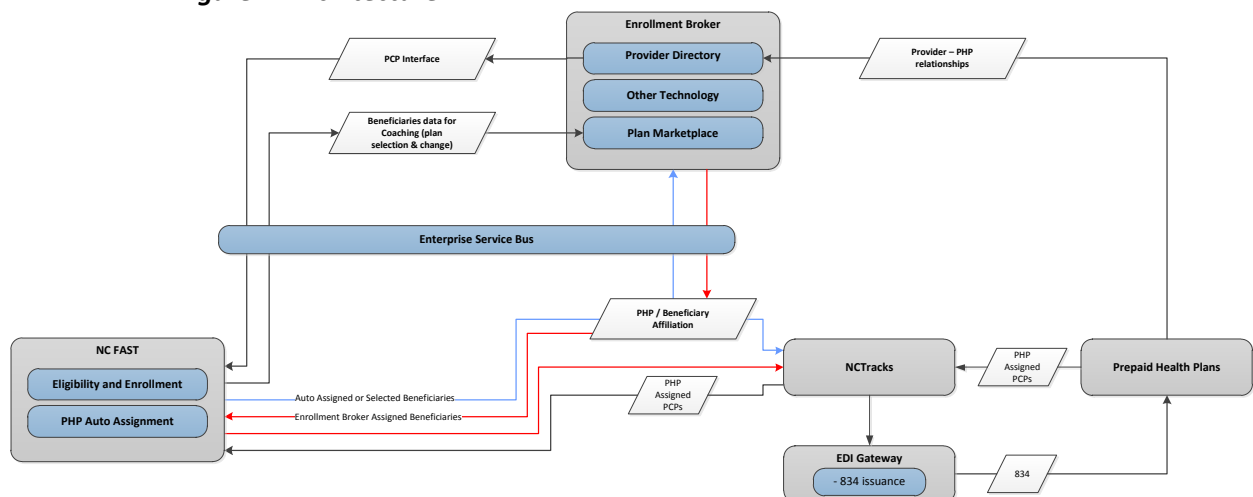 Enrollment Broker
PCP Interface
Provider Directory
Provider – PHP
relationships
Other Technology
Beneficiaries data for
Coaching (plan
selection & change)
Plan Marketplace
Enterprise Service Bus
PHP / Beneficiary
Affiliation
NC FAST
Eligibility and Enrollment
PHP Auto Assignment
Auto Assigned or Selected Beneficiaries
Enrollment Broker Assigned Beneficiaries
PHP
Assigned
PCPs
NCTracks
PHP
Assigned
PCPs
Prepaid Health Plans
EDI Gateway
- 834 issuance
834